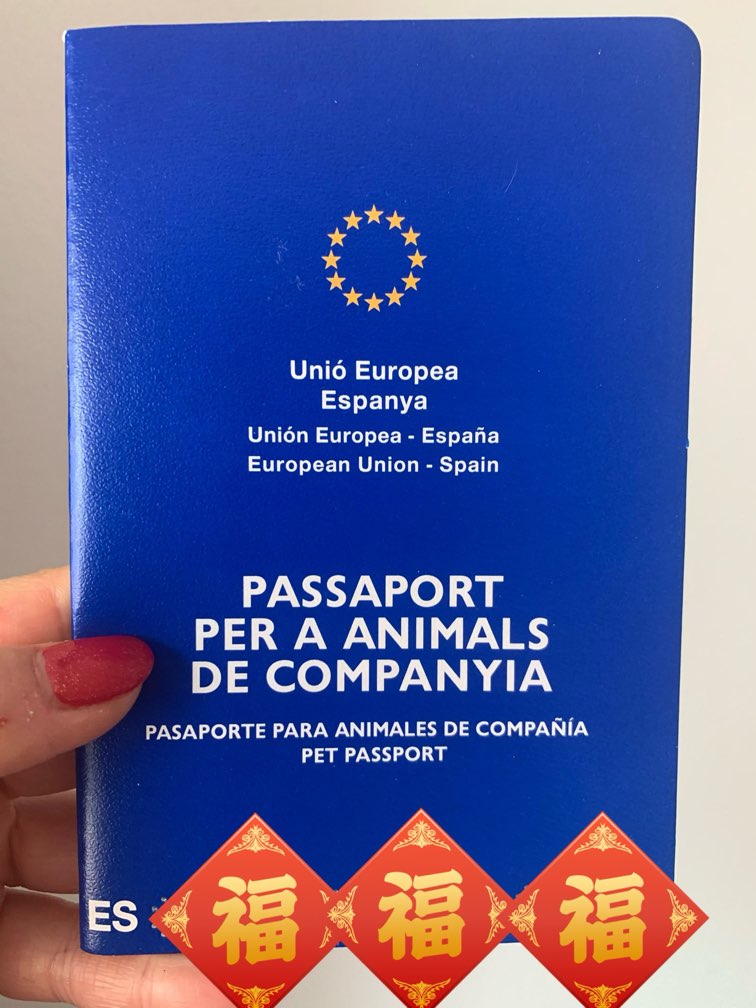 Unió Europea
Espanya
Unión Europea - España
European Union - Spain
PASSAPORT
PER A ANIMALS
DE COMPANYIA
PASAPORTE PARA ANIMALES DE COMPAÑÍA
PET PASSPORT
ES
福 福 福